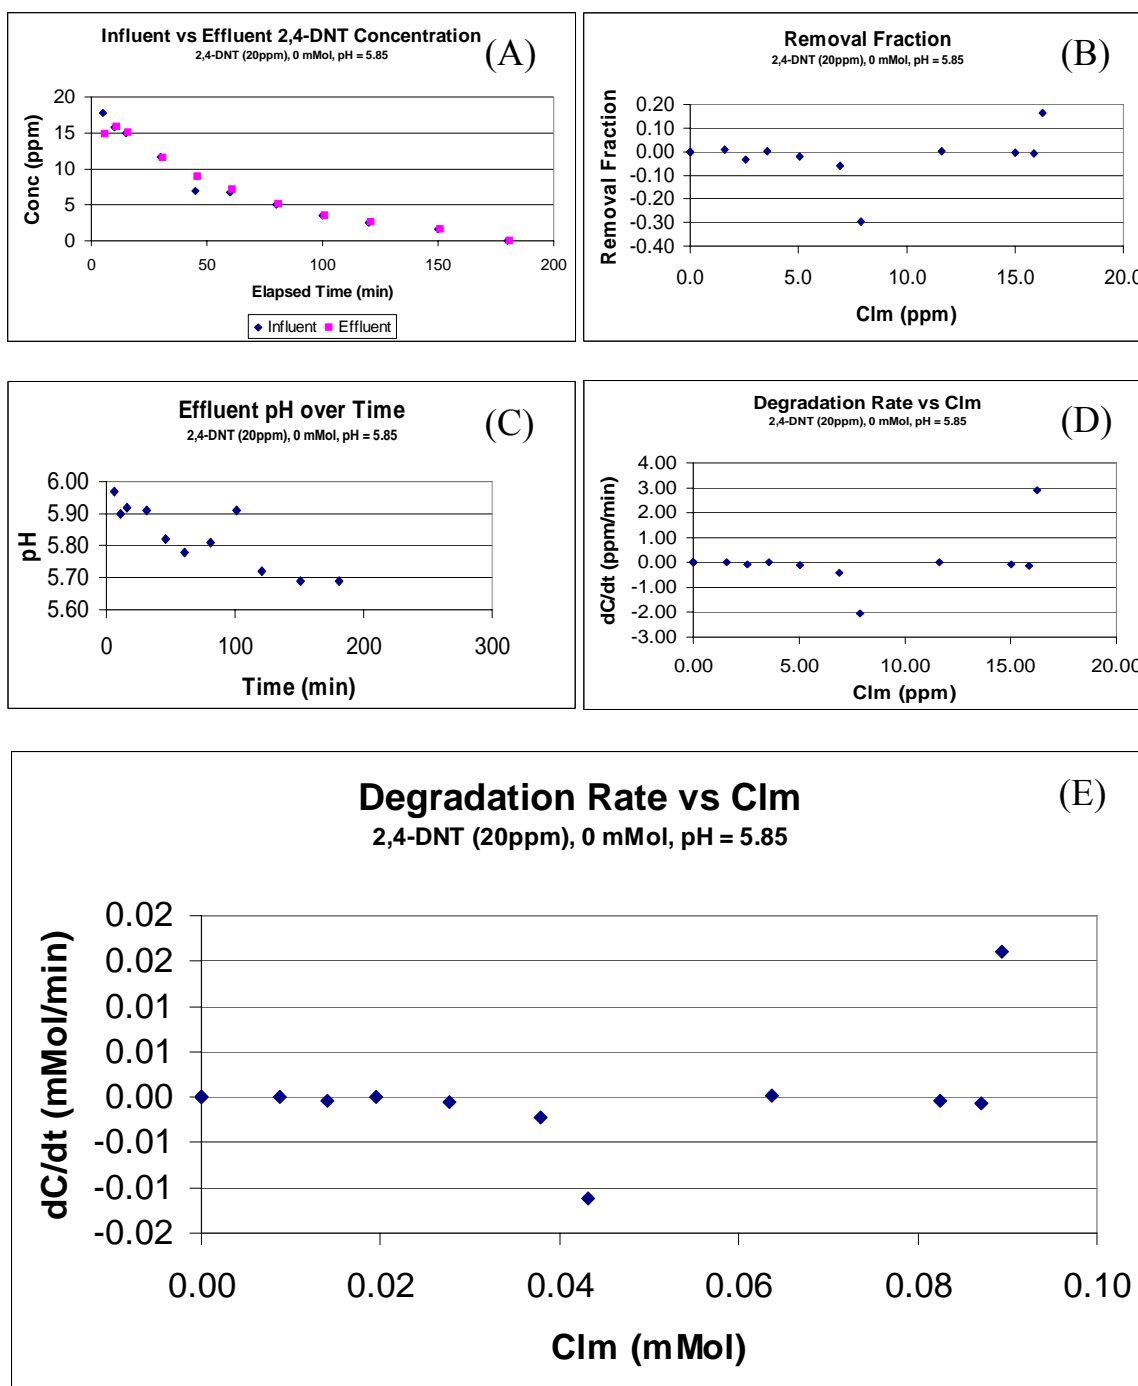 Influent vs Effluent 2,4-DNT Concentration
2,4-DNT (20ppm), 0 mMol, pH = 5.85
(A)
20
15
10
5
0
Conc (ppm)
0 50 100 150 200
Elapsed Time (min)
Influent Effluent
Removal Fraction
2,4-DNT (20ppm), 0 mMol, pH = 5.85
(B)
0.20
0.10
0.00
-0.10
-0.20
-0.30
-0.40
Removal Fraction
0.0 5.0 10.0 15.0 20.0
Clm (ppm)
Effluent pH over Time
2,4-DNT (20ppm), 0 mMol, pH = 5.85
(C)
6.00
5.90
5.80
5.70
5.60
pH
0 100 200 300
Time (min)
Degradation Rate vs Clm
2,4-DNT (20ppm), 0 mMol, pH = 5.85
(D)
4.00
3.00
2.00
1.00
0.00
-1.00
-2.00
-3.00
dC/dt (ppm/min)
0.00 5.00 10.00 15.00 20.00
Clm (ppm)
Degradation Rate vs Clm
2,4-DNT (20ppm), 0 mMol, pH = 5.85
(E)
0.02
0.02
0.01
0.01
0.00
-0.01
-0.01
-0.02
dC/dt (mMol/min)
0.00 0.02 0.04 0.06 0.08 0.10
Clm (mMol)